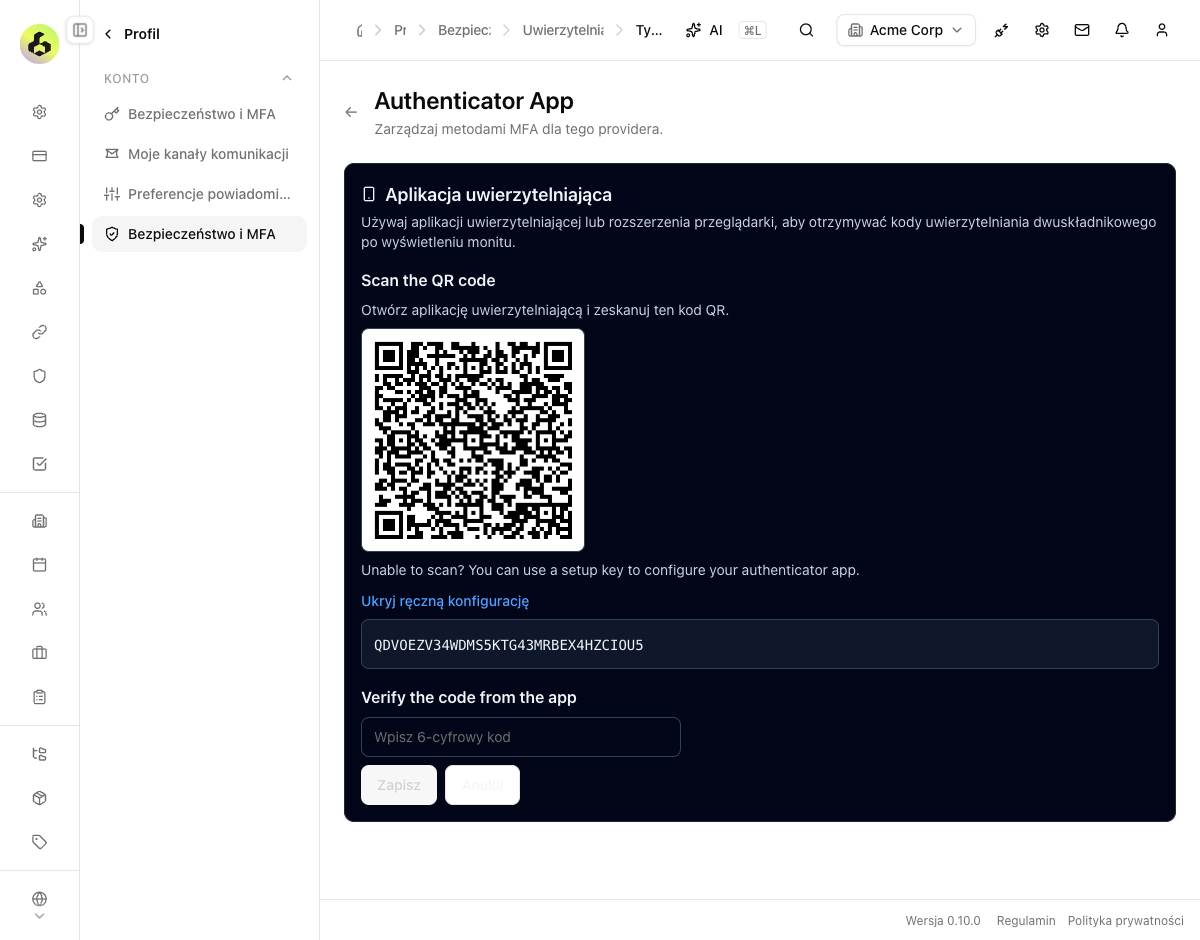 Profil
Pr
Bezpiec
Uwierzytelnia
Ty...
AI
⌘L
Acme Corp
KONTO
Bezpieczeństwo i MFA
Moje kanały komunikacji
Preferencje powiadomi...
Bezpieczeństwo i MFA
Authenticator App
Zarządzaj metodami MFA dla tego providera.
Aplikacja uwierzytelniająca
Używaj aplikacji uwierzytelniającej lub rozszerzenia przeglądarki, aby otrzymywać kody uwierzytelniania dwuskładnikowego
po wyświetleniu monitu.
Scan the QR code
Otwórz aplikację uwierzytelniającą i zeskanuj ten kod QR.
Unable to scan? You can use a setup key to configure your authenticator app.
Ukryj ręczną konfigurację
QDVOEZV34WDMS5KTG43MRBEX4HZCIOU5
Verify the code from the app
Wpisz 6-cyfrowy kod
Zapisz
Anuluj
Wersja 0.10.0
Regulamin
Polityka prywatności